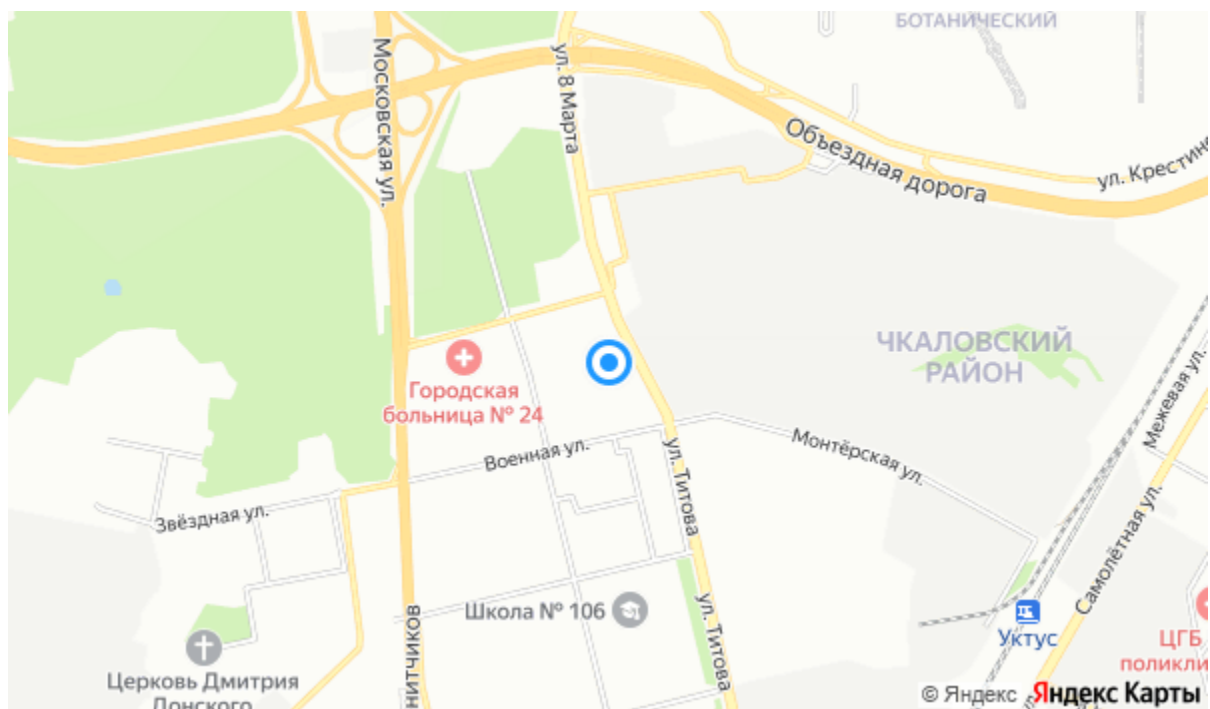 БОТАНИЧЕСКИЙ
Московская ул.
ул. 8 Марта
Объездная дорога
ул. Крестинс
ЧКАЛОВСКИЙ
РАЙОН
Межевая ул.
Городская
больница № 24
Военная ул.
Монтёрская ул.
ул. Титова
Звёздная ул.
Самолётная ул.
Школа № 106
ул. Титова
Уктус
ЦГБ
поликли
Церковь Дмитрия
Донского
нитчиков
© Яндекс Яндекс Карты